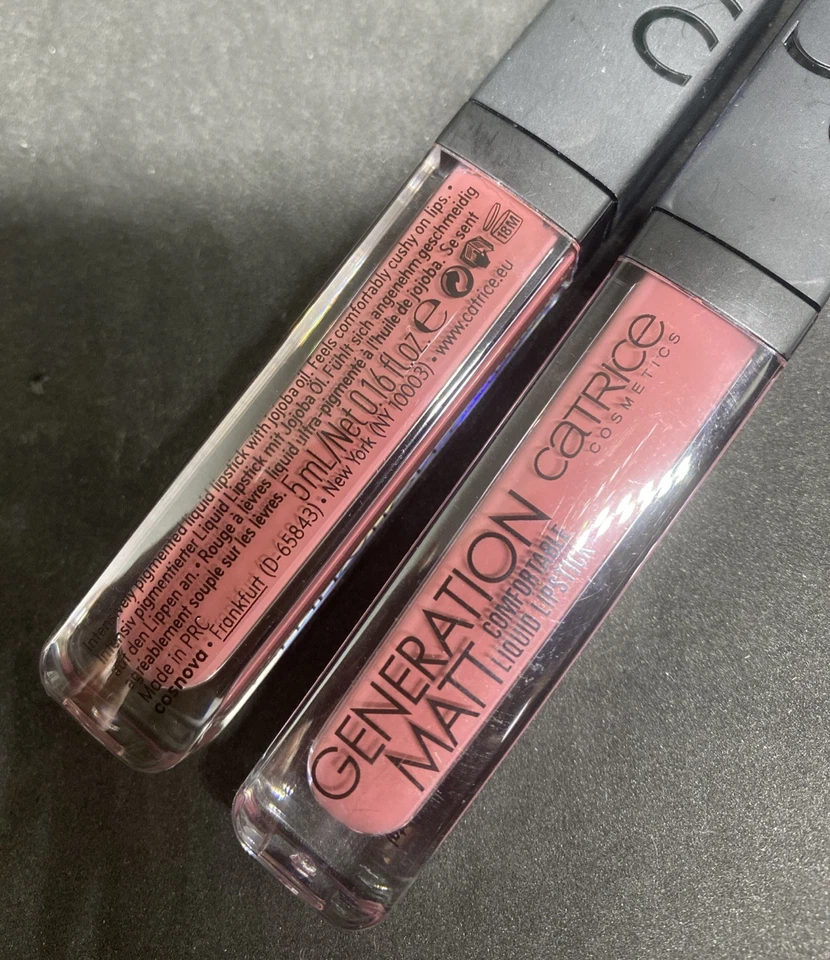 Intensively pigmented liquid lipstick with jojoba oil. Feels comfortably cushy on lips. •
Intensiv pigmentierter Liquid Lipstick mit Jojoba Öl. Fühlt sich angenehm geschmeidig
auf den Lippen an. • Rouge à lèvres liquid ultra-pigmenté à l'huile de jojoba. Se sent
agréablement souple sur les lèvres. 5mL/Net 0.16 fl.oz. e
18M
Made in PRC
cosnova • Frankfurt (D-65843) • New York (NY 10003) • www.catrice.eu
CATRICE
COSMETICS
GENERATION
MATT COMFORTABLE
LIQUID LIPSTICK